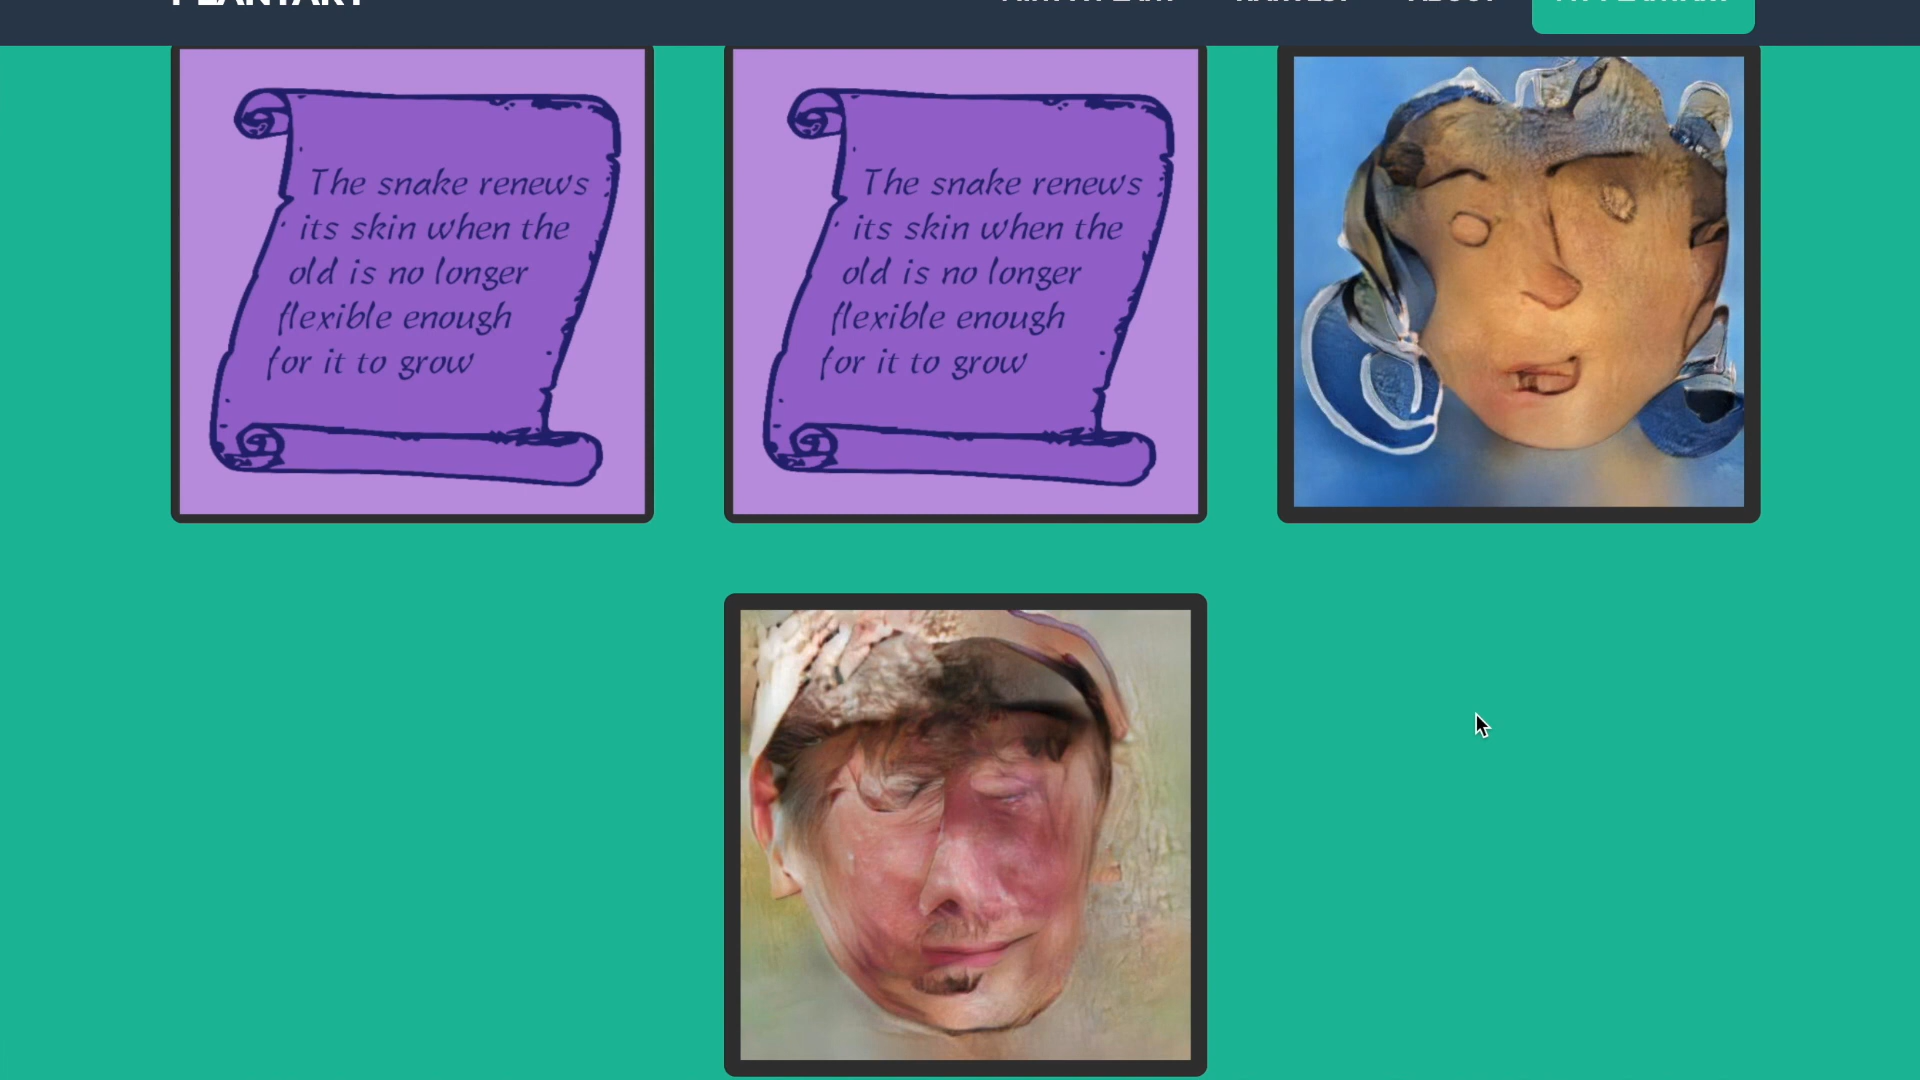 The snake renews
its skin when the
old is no longer
flexible enough
for it to grow
The snake renews
its skin when the
old is no longer
flexible enough
for it to grow